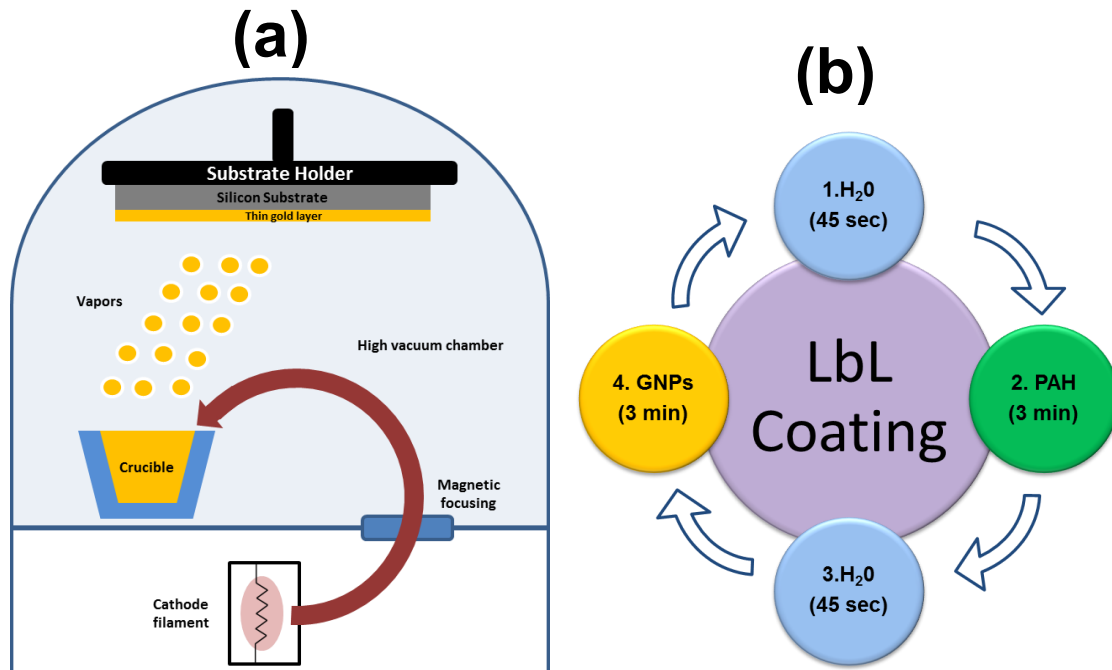 (a)
Substrate Holder
Silicon Substrate
Thin gold layer
Vapors
High vacuum chamber
Crucible
Magnetic
focusing
Cathode
filament
(b)
1.H₂0
(45 sec)
2. PAH
(3 min)
3.H₂0
(45 sec)
4. GNPs
(3 min)
LbL
Coating